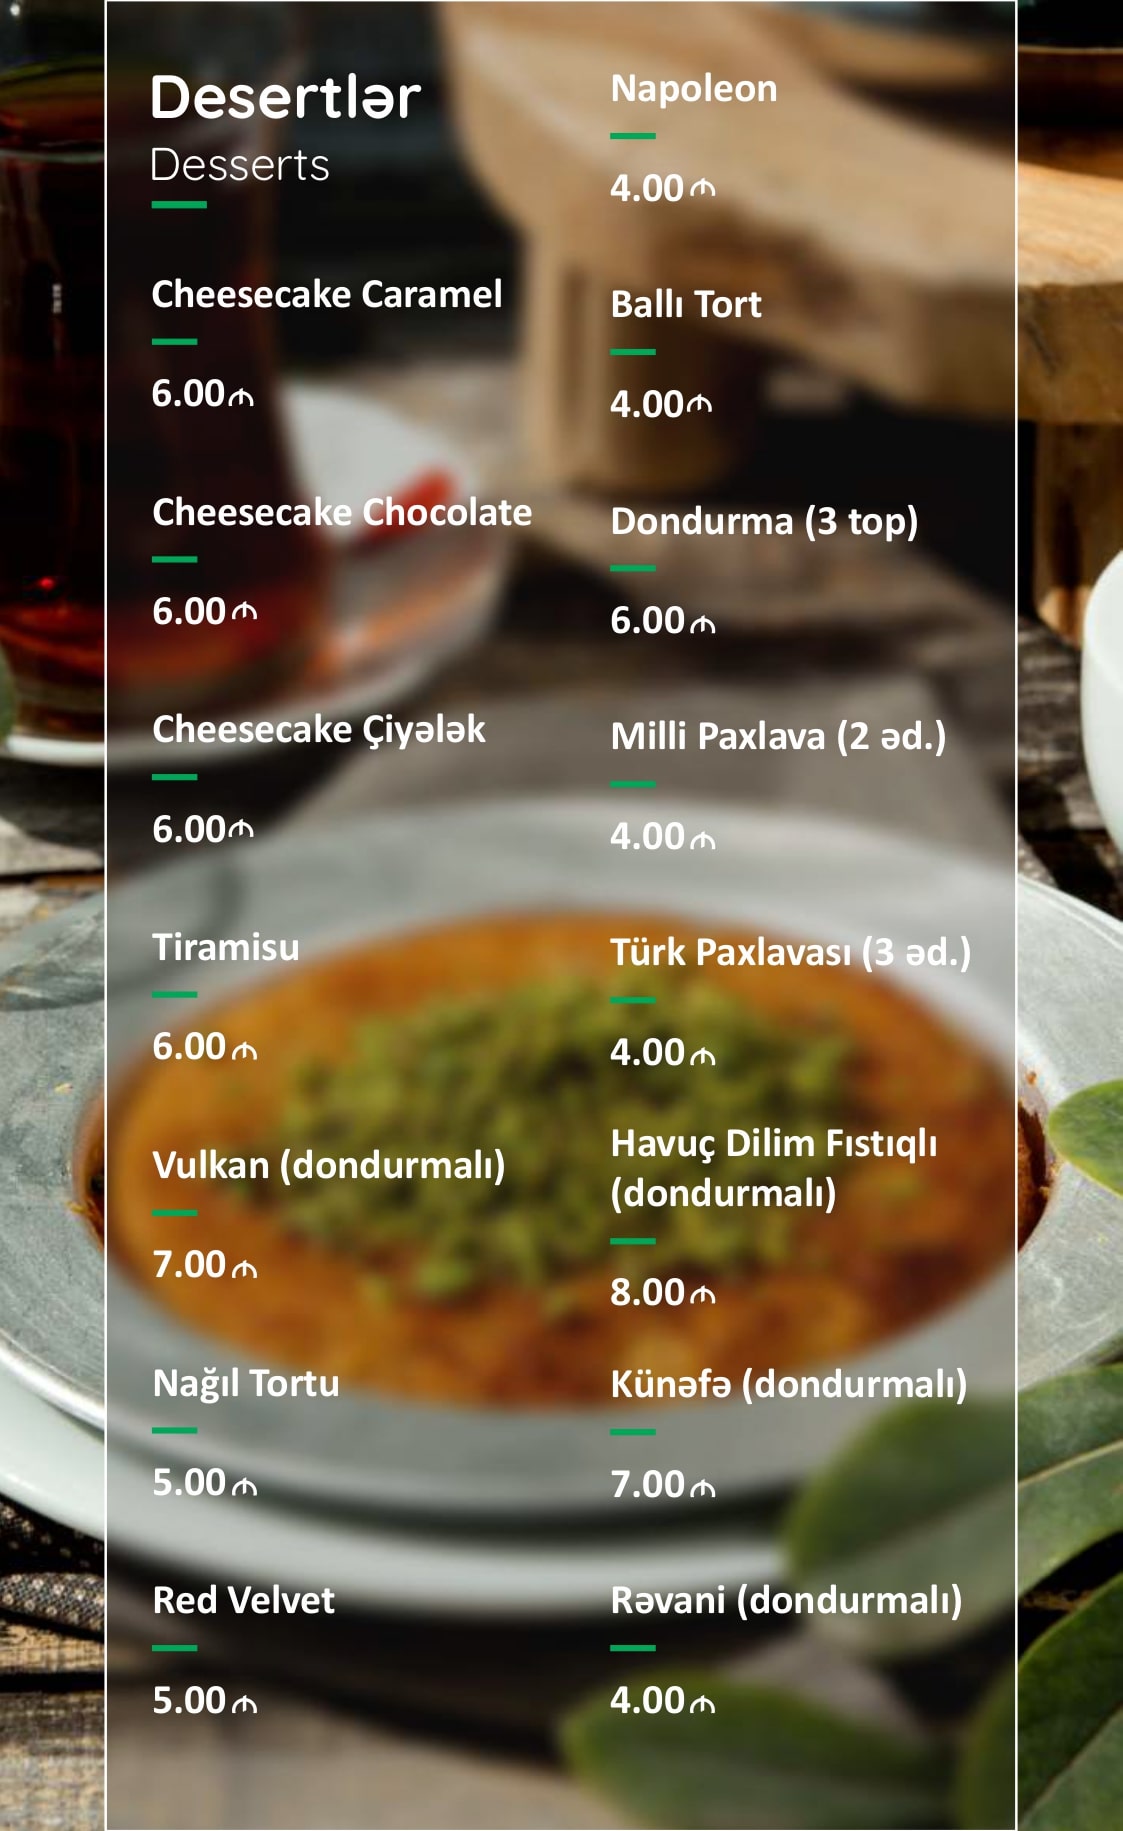 Desertlər
Desserts
Cheesecake Caramel
6.00₼
Cheesecake Chocolate
6.00₼
Cheesecake Çiyələk
6.00₼
Tiramisu
6.00₼
Vulkan (dondurmalı)
7.00₼
Nağıl Tortu
5.00₼
Red Velvet
5.00₼
Napoleon
4.00₼
Ballı Tort
4.00₼
Dondurma (3 top)
6.00₼
Milli Paxlava (2 əd.)
4.00₼
Türk Paxlavası (3 əd.)
4.00₼
Havuç Dilim Fıstıqlı
(dondurmalı)
8.00₼
Künəfə (dondurmalı)
7.00₼
Rəvani (dondurmalı)
4.00₼